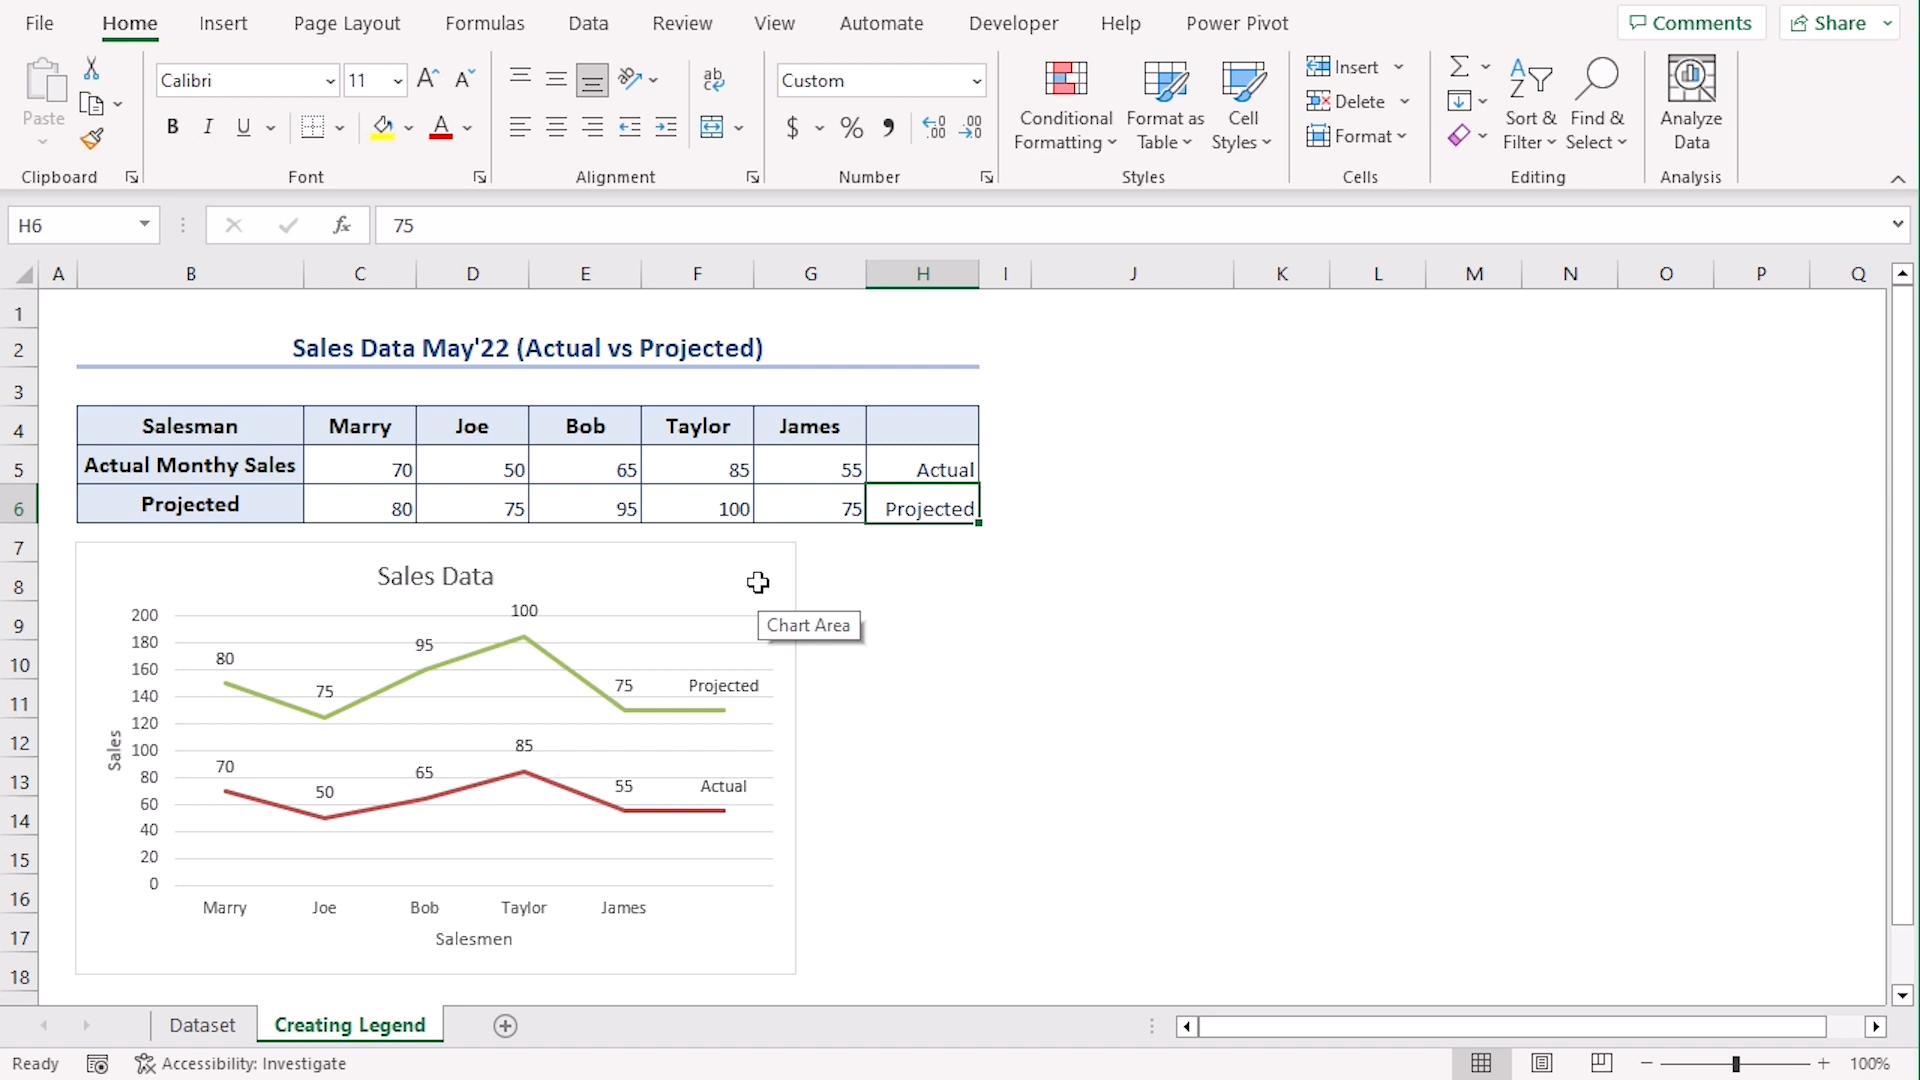 File Home Insert Page Layout Formulas Data Review View Automate Developer Help Power Pivot Comments Share
Calibri 11 A A ab Custom Insert Σ A
Z
Paste Conditional Format as Cell Delete Sort & Find & Analyze
B I U A $ % Formatting Table Styles Format Filter Select Data
Clipboard Font Alignment Number Styles Cells Editing Analysis
H6 fx 75
A B C D E F G H I J K L M N O P Q
1
2 Sales Data May'22 (Actual vs Projected)
3
4 Salesman Marry Joe Bob Taylor James
5 Actual Monthy Sales 70 50 65 85 55 Actual
6 Projected 80 75 95 100 75 Projected
7
8 Sales Data
9 Chart Area
10
11
12
13
14
15
16
17
18
200
180
160
140
120
100
80
60
40
20
0
Sales
80 75 95 100 75 Projected
70 50 65 85 55 Actual
Marry Joe Bob Taylor James
Salesmen
Dataset Creating Legend
Ready Accessibility: Investigate 100%